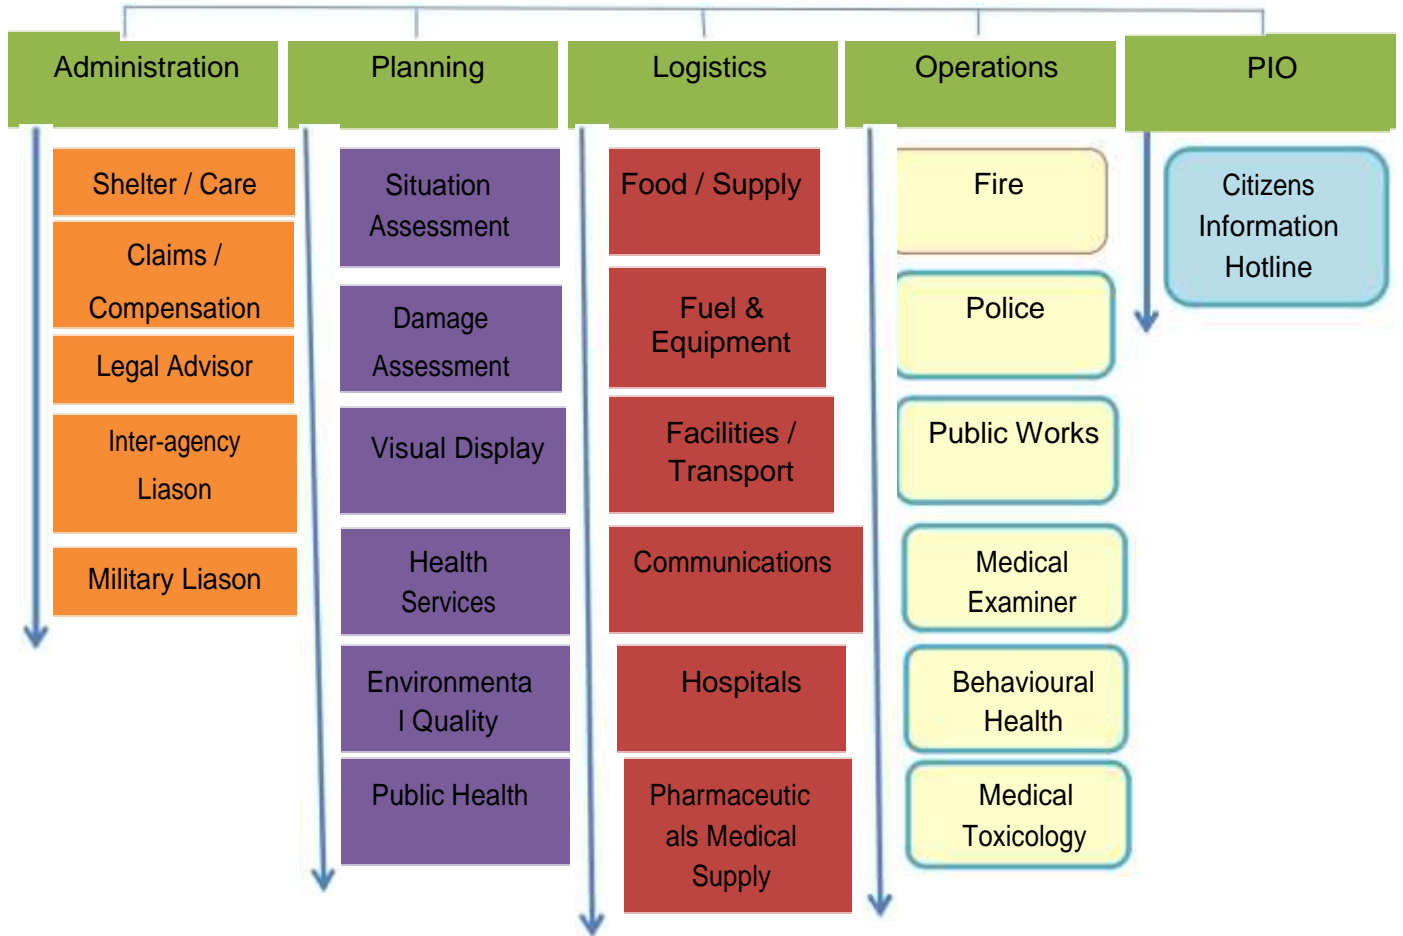 Administration
Planning
Logistics
Operations
PIO
Shelter / Care
Claims /
Compensation
Legal Advisor
Inter-agency
Liason
Military Liason
Situation
Assessment
Damage
Assessment
Visual Display
Health
Services
Environmenta
l Quality
Public Health
Food / Supply
Fuel &
Equipment
Facilities /
Transport
Communications
Hospitals
Pharmaceutic
als Medical
Supply
Fire
Police
Public Works
Medical
Examiner
Behavioural
Health
Medical
Toxicology
Citizens
Information
Hotline